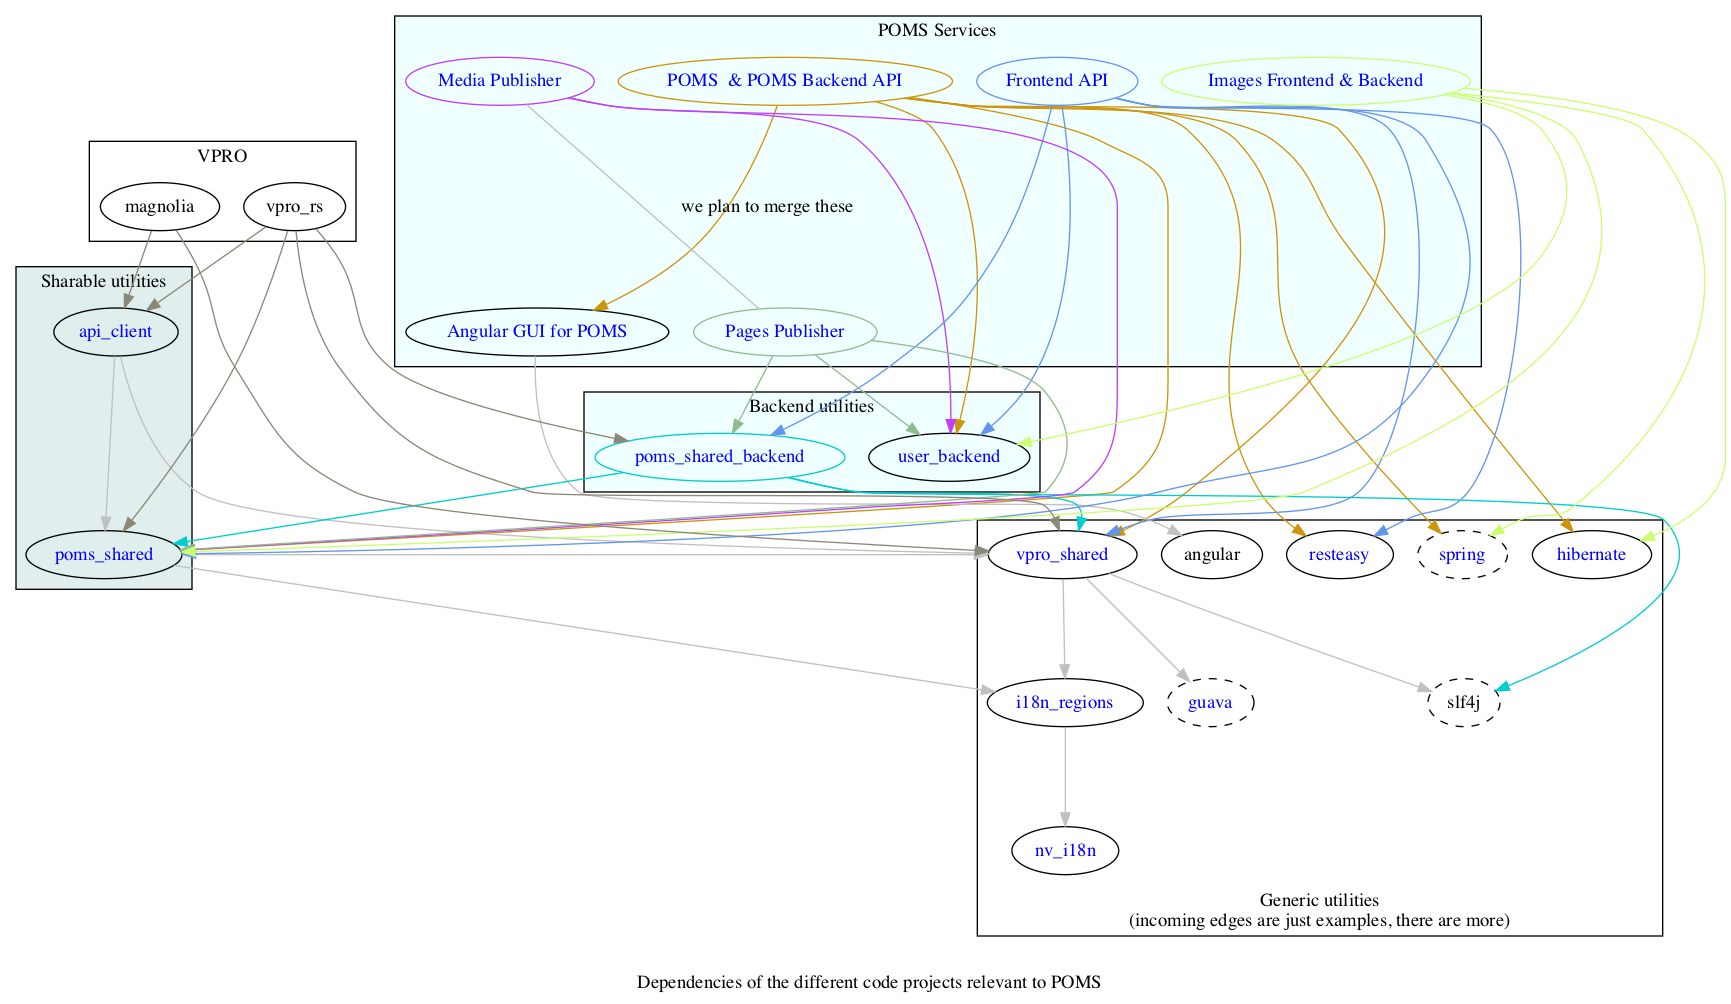 POMS Services
Media Publisher
POMS  & POMS Backend API
Frontend API
Images Frontend & Backend
VPRO
magnolia
vpro_rs
we plan to merge these
Sharable utilities
api_client
Angular GUI for POMS
Pages Publisher
Backend utilities
poms_shared_backend
user_backend
poms_shared
vpro_shared
angular
resteasy
spring
hibernate
i18n_regions
guava
slf4j
nv_i18n
Generic utilities
(incoming edges are just examples, there are more)
Dependencies of the different code projects relevant to POMS